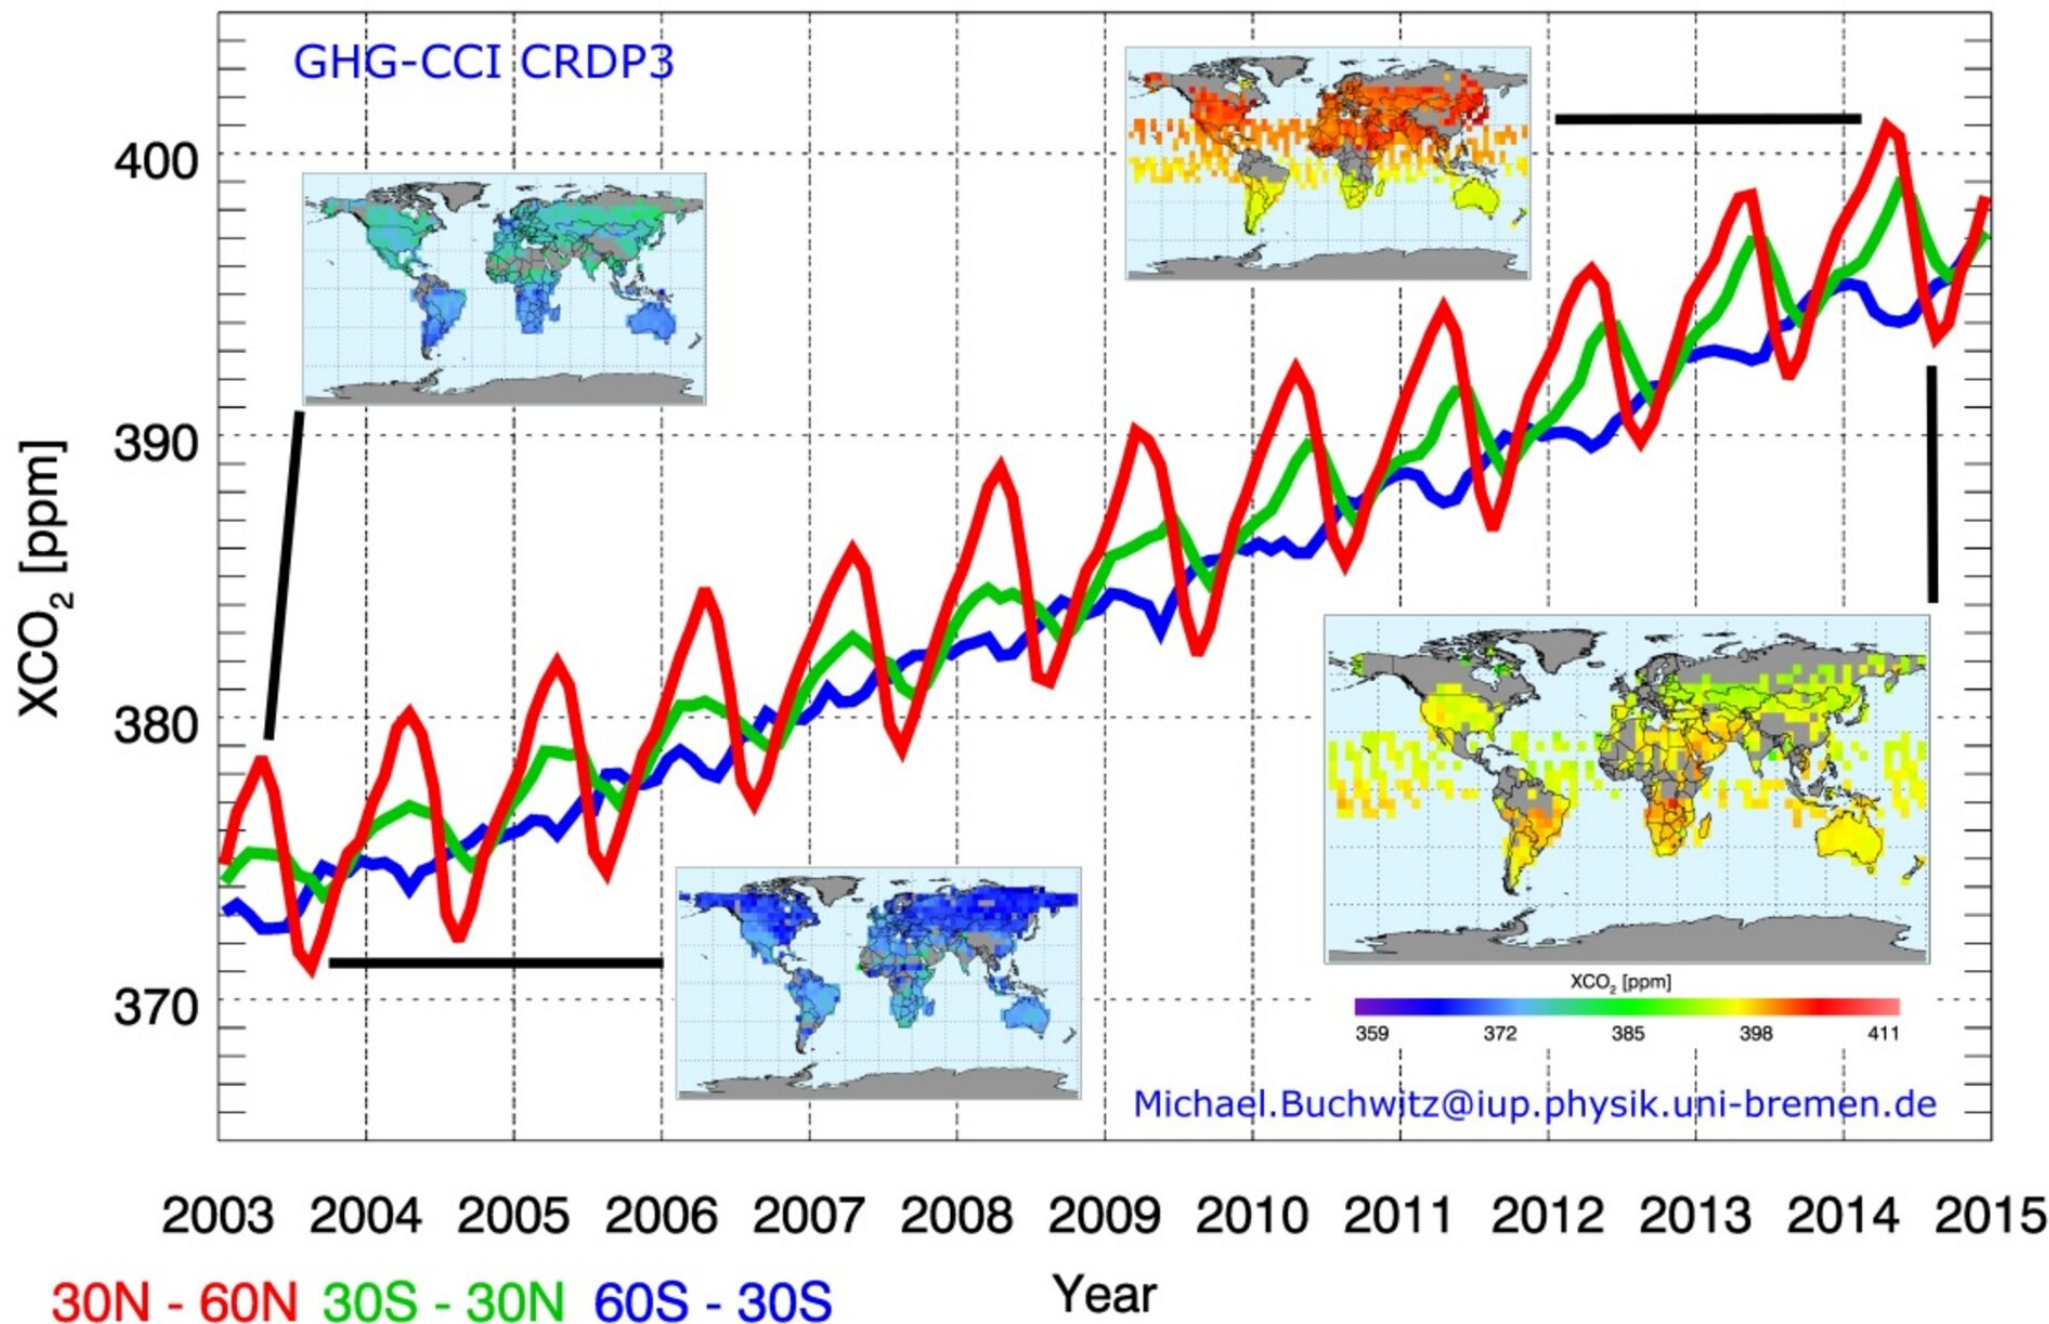 GHG-CCI CRDP3
XCO₂ [ppm]
400
390
380
370
XCO₂ [ppm]
359 372 385 398 411
Michael.Buchwitz@iup.physik.uni-bremen.de
2003 2004 2005 2006 2007 2008 2009 2010 2011 2012 2013 2014 2015
30N - 60N 30S - 30N 60S - 30S Year